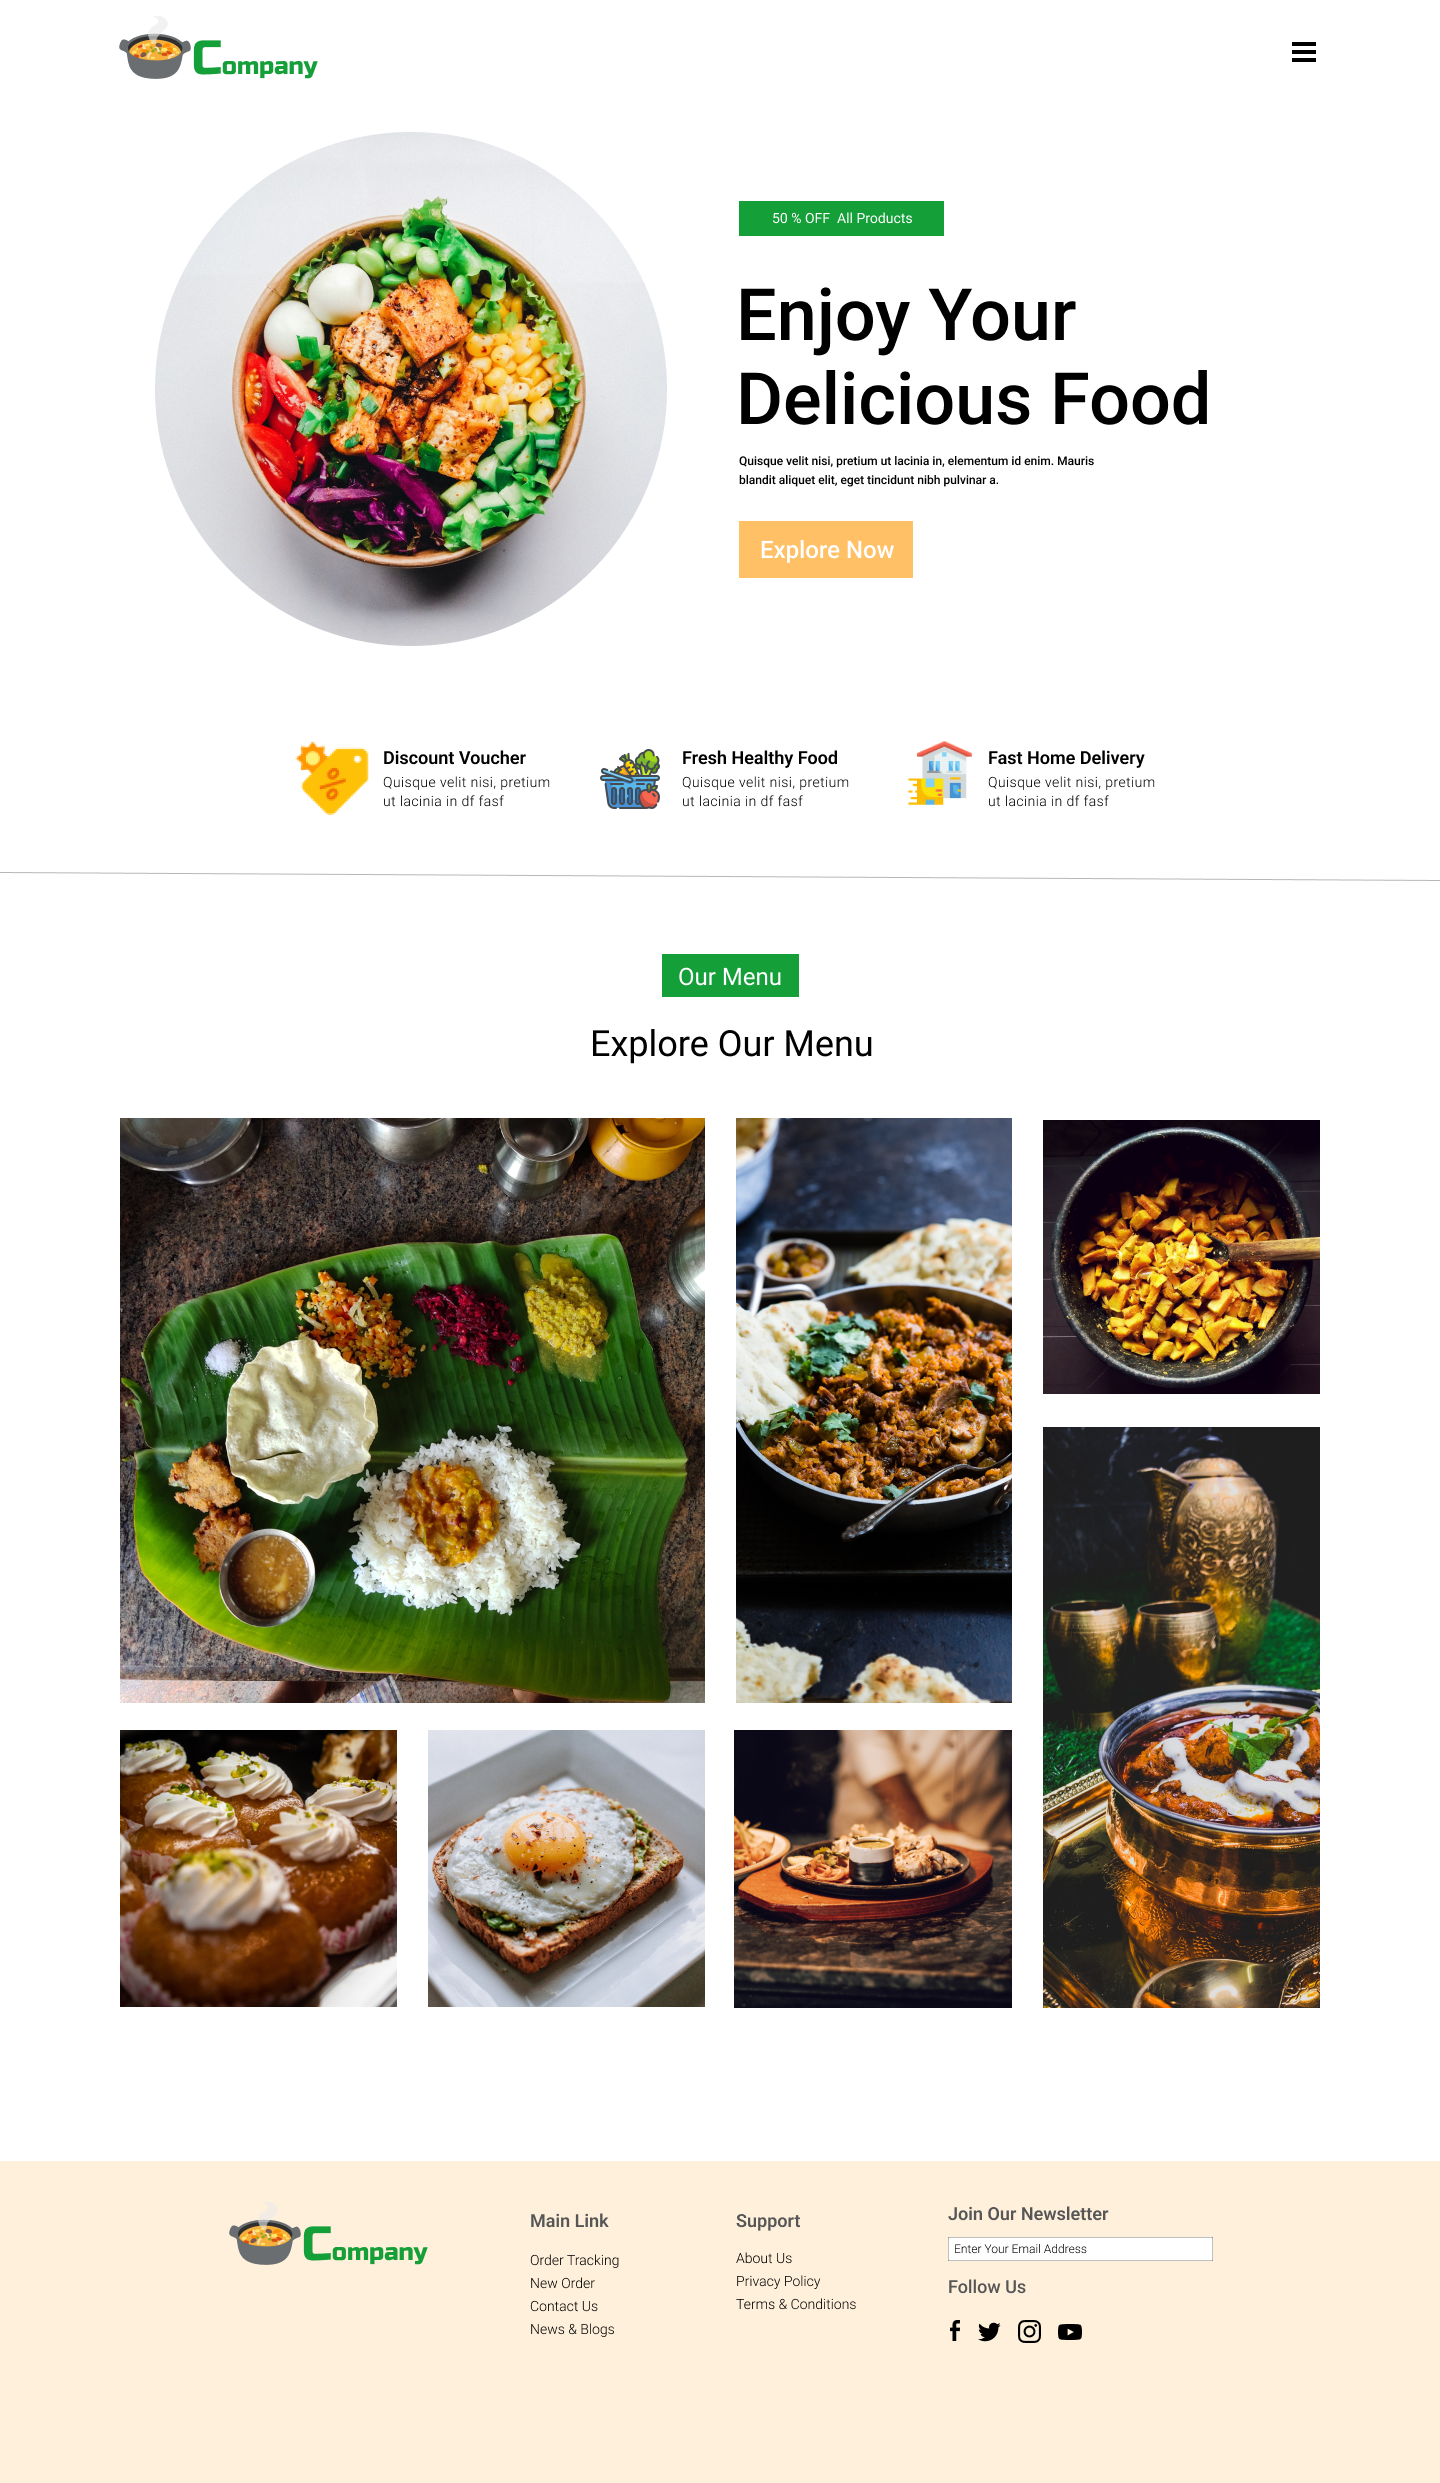 Company
50 % OFF  All Products
Enjoy Your
Delicious Food
Quisque velit nisi, pretium ut lacinia in, elementum id enim. Mauris
blandit aliquet elit, eget tincidunt nibh pulvinar a.
Explore Now
Discount Voucher
Quisque velit nisi, pretium
ut lacinia in df fasf
Fresh Healthy Food
Quisque velit nisi, pretium
ut lacinia in df fasf
Fast Home Delivery
Quisque velit nisi, pretium
ut lacinia in df fasf
Our Menu
Explore Our Menu
Company
Main Link
Order Tracking
New Order
Contact Us
News & Blogs
Support
About Us
Privacy Policy
Terms & Conditions
Join Our Newsletter
Enter Your Email Address
Follow Us